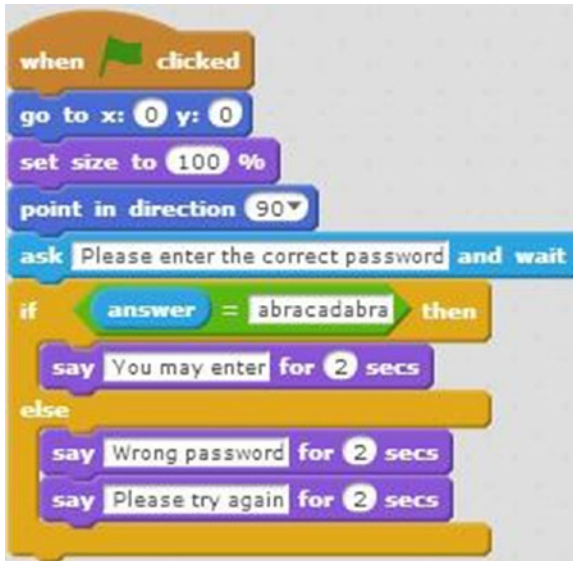 when clicked
go to x: 0 y: 0
set size to 100 %
point in direction 90
ask Please enter the correct password and wait
if answer = abracadabra then
say You may enter for 2 secs
else
say Wrong password for 2 secs
say Please try again for 2 secs